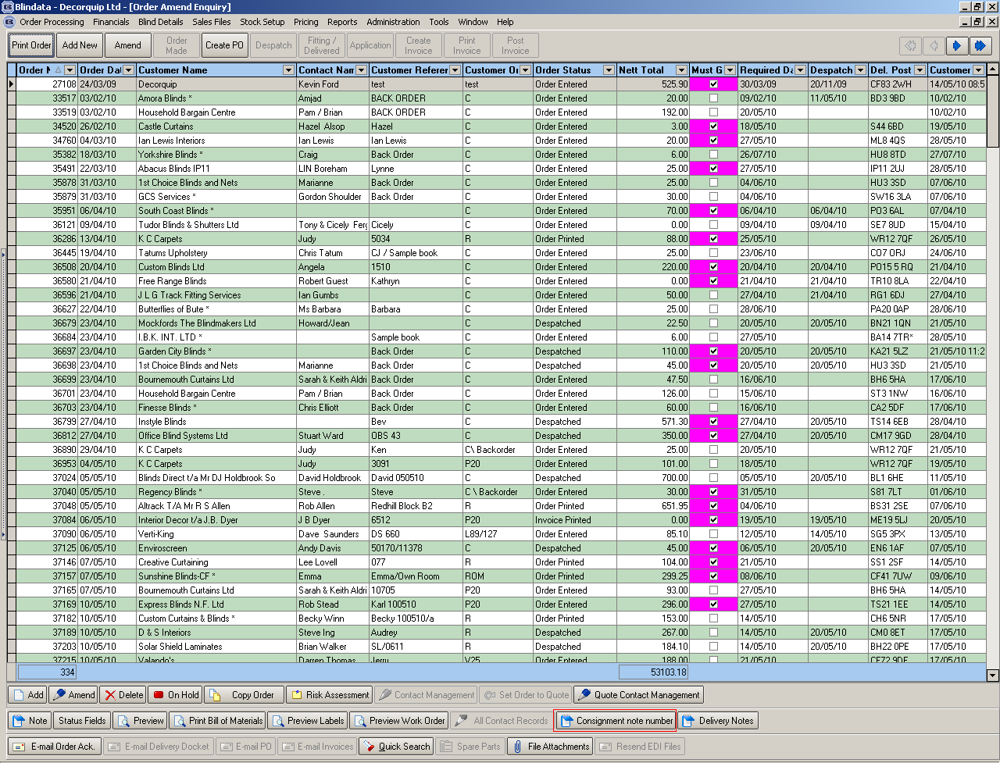 Blindata - Decorquip Ltd - [Order Amend Enquiry]
Order Processing Financials Blind Details Sales Files Stock Setup Pricing Reports Administration Tools Window Help
Print Order Add New Amend Order Made Create PO Despatch Fitting / Delivered Application Create Invoice Print Invoice Post Invoice
Order N Order Dat Customer Name Contact Nam Customer Referer Customer Or Order Status Nett Total Must G Required Da Despatch Del. Post Customer
27108 24/03/09 Decorquip Kevin Ford test test Order Entered 525.90 30/03/09 20/11/09 CF83 2WH 14/05/10 08:5
33517 03/02/10 Amora Blinds * Amjad BACK ORDER C Order Entered 20.00 09/02/10 11/05/10 BD3 9BD 10/02/10
33519 03/02/10 Household Bargain Centre Pam / Brian BACK ORDER C Order Entered 192.00 20/05/10 10/02/10
34520 26/02/10 Castle Curtains Hazel Alsop Hazel C Order Entered 3.00 18/05/10 S44 6BD 19/05/10
34760 04/03/10 Ian Lewis Interiors Ian Lewis Ian Lewis C Order Entered 20.00 27/05/10 ML8 4QS 28/05/10
35382 18/03/10 Yorkshire Blinds * Craig Back Order C Order Entered 6.00 26/07/10 HU8 8TD 27/07/10
35491 22/03/10 Abacus Blinds IP11 LIN Boreham Lynne C Order Entered 25.00 27/05/10 IP11 2UJ 28/05/10
35878 31/03/10 1st Choice Blinds and Nets Marianne Back Order C Order Entered 25.00 04/06/10 HU3 3SD 07/06/10
35879 31/03/10 GCS Services * Gordon Shoulder Back Order C Order Entered 30.00 04/06/10 SW16 3LA 07/06/10
35951 06/04/10 South Coast Blinds * C Order Entered 70.00 06/04/10 06/04/10 PO3 6AL 07/04/10
36121 09/04/10 Tudor Blinds & Shutters Ltd Tony & Cicely Ferg Cicely C Order Entered 0.00 09/04/10 09/04/10 SE7 8UD 15/04/10
36286 13/04/10 K C Carpets Judy 5034 R Order Printed 88.00 25/05/10 WR12 7QF 26/05/10
36445 19/04/10 Tatums Upholstery Chris Tatum CJ / Sample book C Order Entered 25.00 23/06/10 CO7 ORJ 24/06/10
36508 20/04/10 Custom Blinds Ltd Angela 1510 C Order Entered 220.00 20/04/10 20/04/10 PO15 5 RQ 21/04/10
36580 21/04/10 Free Range Blinds Robert Guest Kathryn C Order Entered 0.00 21/04/10 21/04/10 TR10 8LA 22/04/10
36596 21/04/10 J L G Track Fitting Services Ian Gumbs C Order Entered 50.00 27/04/10 21/04/10 RG1 6DJ 27/04/10
36627 22/04/10 Butterflies of Bute * Ms Barbara Barbara C Order Entered 25.00 28/06/10 PA20 0AP 28/06/10
36679 23/04/10 Mockfords The Blindmakers Ltd Howard/Jean C Despatched 22.50 20/05/10 20/05/10 BN21 1QN 21/05/10
36684 23/04/10 I.B.K. INT. LTD * Sample book C Order Entered 6.00 27/05/10 BA14 7TR* 28/05/10
36697 23/04/10 Garden City Blinds * Back Order C Despatched 110.00 20/05/10 20/05/10 KA21 5LZ 21/05/10 11:2
36698 23/04/10 1st Choice Blinds and Nets Marianne Back Order C Despatched 45.00 20/05/10 20/05/10 HU3 3SD 21/05/10
36699 23/04/10 Bournemouth Curtains Ltd Sarah & Keith Aldri Back Order C Order Entered 47.50 16/06/10 BH6 5HA 17/06/10
36701 23/04/10 Household Bargain Centre Pam / Brian Back Order C Order Entered 126.00 15/06/10 ST3 1NW 16/06/10
36703 23/04/10 Finesse Blinds * Chris Elliott Back Order C Order Entered 60.00 16/06/10 CA2 5DF 17/06/10
36799 27/04/10 Instyle Blinds Bev C Despatched 571.30 27/04/10 20/05/10 TS14 6EB 28/04/10
36812 27/04/10 Office Blind Systems Ltd Stuart Ward OBS 43 C Despatched 350.00 27/04/10 20/05/10 CM17 9GD 28/04/10
36890 29/04/10 K C Carpets Judy Ken C\ Backorder Order Entered 25.00 20/05/10 WR12 7QF 21/05/10
36953 04/05/10 K C Carpets Judy 3091 P20 Order Entered 101.00 18/05/10 WR12 7QF 19/05/10
37024 05/05/10 Blinds Direct t/a Mr DJ Holdbrook So David Holdbrook David 050510 C Despatched 700.00 05/05/10 20/05/10 BL1 6HE 11/05/10
37040 05/05/10 Regency Blinds * Steve . Steve C \ Backorder Order Entered 30.00 31/05/10 S81 7LT 01/06/10
37048 05/05/10 Altrack T/A Mr R S Allen Rob Allen Redhill Block B2 R Order Printed 651.95 04/06/10 BS31 2SE 07/06/10
37084 06/05/10 Interior Decor t/a J.B. Dyer J B Dyer 6512 P20 Invoice Printed 0.00 19/05/10 19/05/10 ME19 5LJ 20/05/10
37090 06/05/10 Verti-King Dave Saunders DS 660 L89/127 Order Entered 85.10 12/05/10 14/05/10 SG5 3PX 13/05/10
37125 06/05/10 Enviroscreen Andy Davis 50170/11378 C Despatched 45.00 06/05/10 20/05/10 EN6 1AF 07/05/10
37146 07/05/10 Creative Curtaining Lee Lovell 077 R Order Printed 104.00 21/05/10 SS1 2SF 14/05/10
37157 07/05/10 Sunshine Blinds-CF * Emma Emma/Own Room ROM Order Printed 299.25 08/06/10 CF41 7UW 09/06/10
37165 07/05/10 Bournemouth Curtains Ltd Sarah & Keith Aldri 10705 P20 Order Entered 93.00 27/05/10 BH6 5HA 14/05/10
37169 10/05/10 Express Blinds N.F. Ltd Rob Stead Karl 100510 P20 Order Entered 296.00 27/05/10 TS21 1EE 14/05/10
37182 10/05/10 Custom Curtains & Blinds * Becky Winn Becky 100510/a R Order Printed 153.00 14/05/10 CH6 5NR 17/05/10
37189 10/05/10 D & S Interiors Steve Ing Audrey R Despatched 267.00 14/05/10 20/05/10 CM0 8ET 17/05/10
37203 10/05/10 Solar Shield Laminates Brian Walker SL/0611 R Despatched 184.10 14/05/10 20/05/10 BH22 0PE 17/05/10
37215 10/05/10 Valando's Darren Thomas Jerry V25 Order Entered 188.00 21/05/10 CF72 9DF 17/05/10
334 53103.18
Add Amend Delete On Hold Copy Order Risk Assessment Contact Management Set Order to Quote Quote Contact Management
Note Status Fields Preview Print Bill of Materials Preview Labels Preview Work Order All Contact Records Consignment note number Delivery Notes
E-mail Order Ack. E-mail Delivery Docket E-mail PO E-mail Invoices Quick Search Spare Parts File Attachments Resend EDI Files